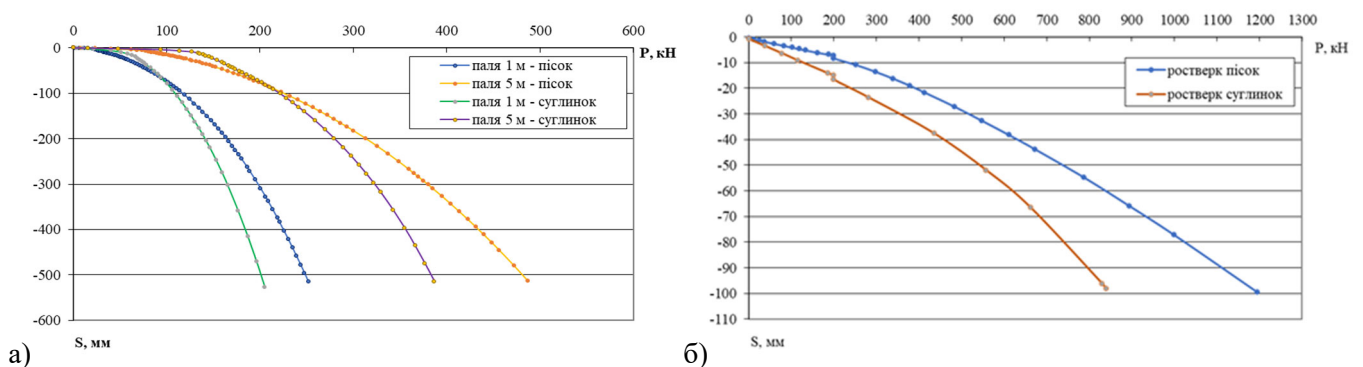 0 100 200 300 400 500 600
P, кН
0
-100
-200
-300
-400
-500
-600
паля 1 м - пісок
паля 5 м - пісок
паля 1 м - суглинок
паля 5 м - суглинок
S, мм
а)
0 100 200 300 400 500 600 700 800 900 1000 1100 1200 1300
P, кН
0
-10
-20
-30
-40
-50
-60
-70
-80
-90
-100
-110
ростверк пісок
ростверк суглинок
S, мм
б)